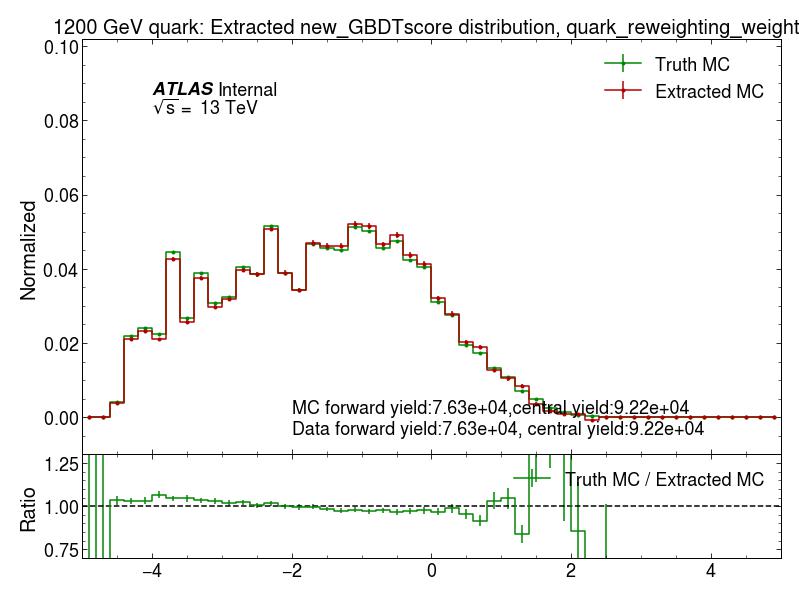 1200 GeV quark: Extracted new_GBDTscore distribution, quark_reweighting_weight
0.10
ATLAS Internal
√s = 13 TeV
Truth MC
Extracted MC
0.08
0.06
Normalized
0.04
0.02
0.00
MC forward yield:7.63e+04,central yield:9.22e+04
Data forward yield:7.63e+04, central yield:9.22e+04
1.25
Truth MC / Extracted MC
Ratio
1.00
0.75
−4 −2 0 2 4